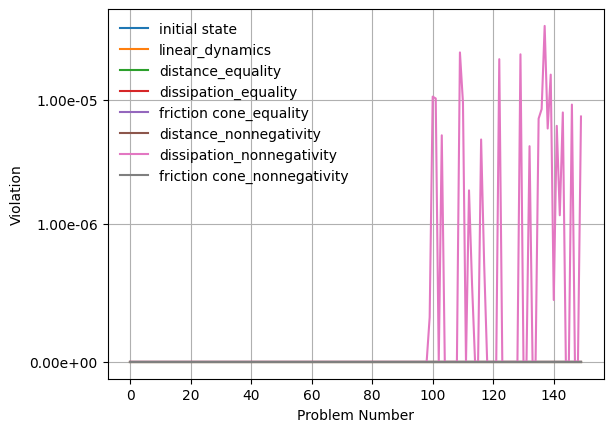 initial state
linear_dynamics
distance_equality
dissipation_equality
friction cone_equality
distance_nonnegativity
dissipation_nonnegativity
friction cone_nonnegativity
1.00e-05
1.00e-06
0.00e+00
Violation
0 20 40 60 80 100 120 140
Problem Number